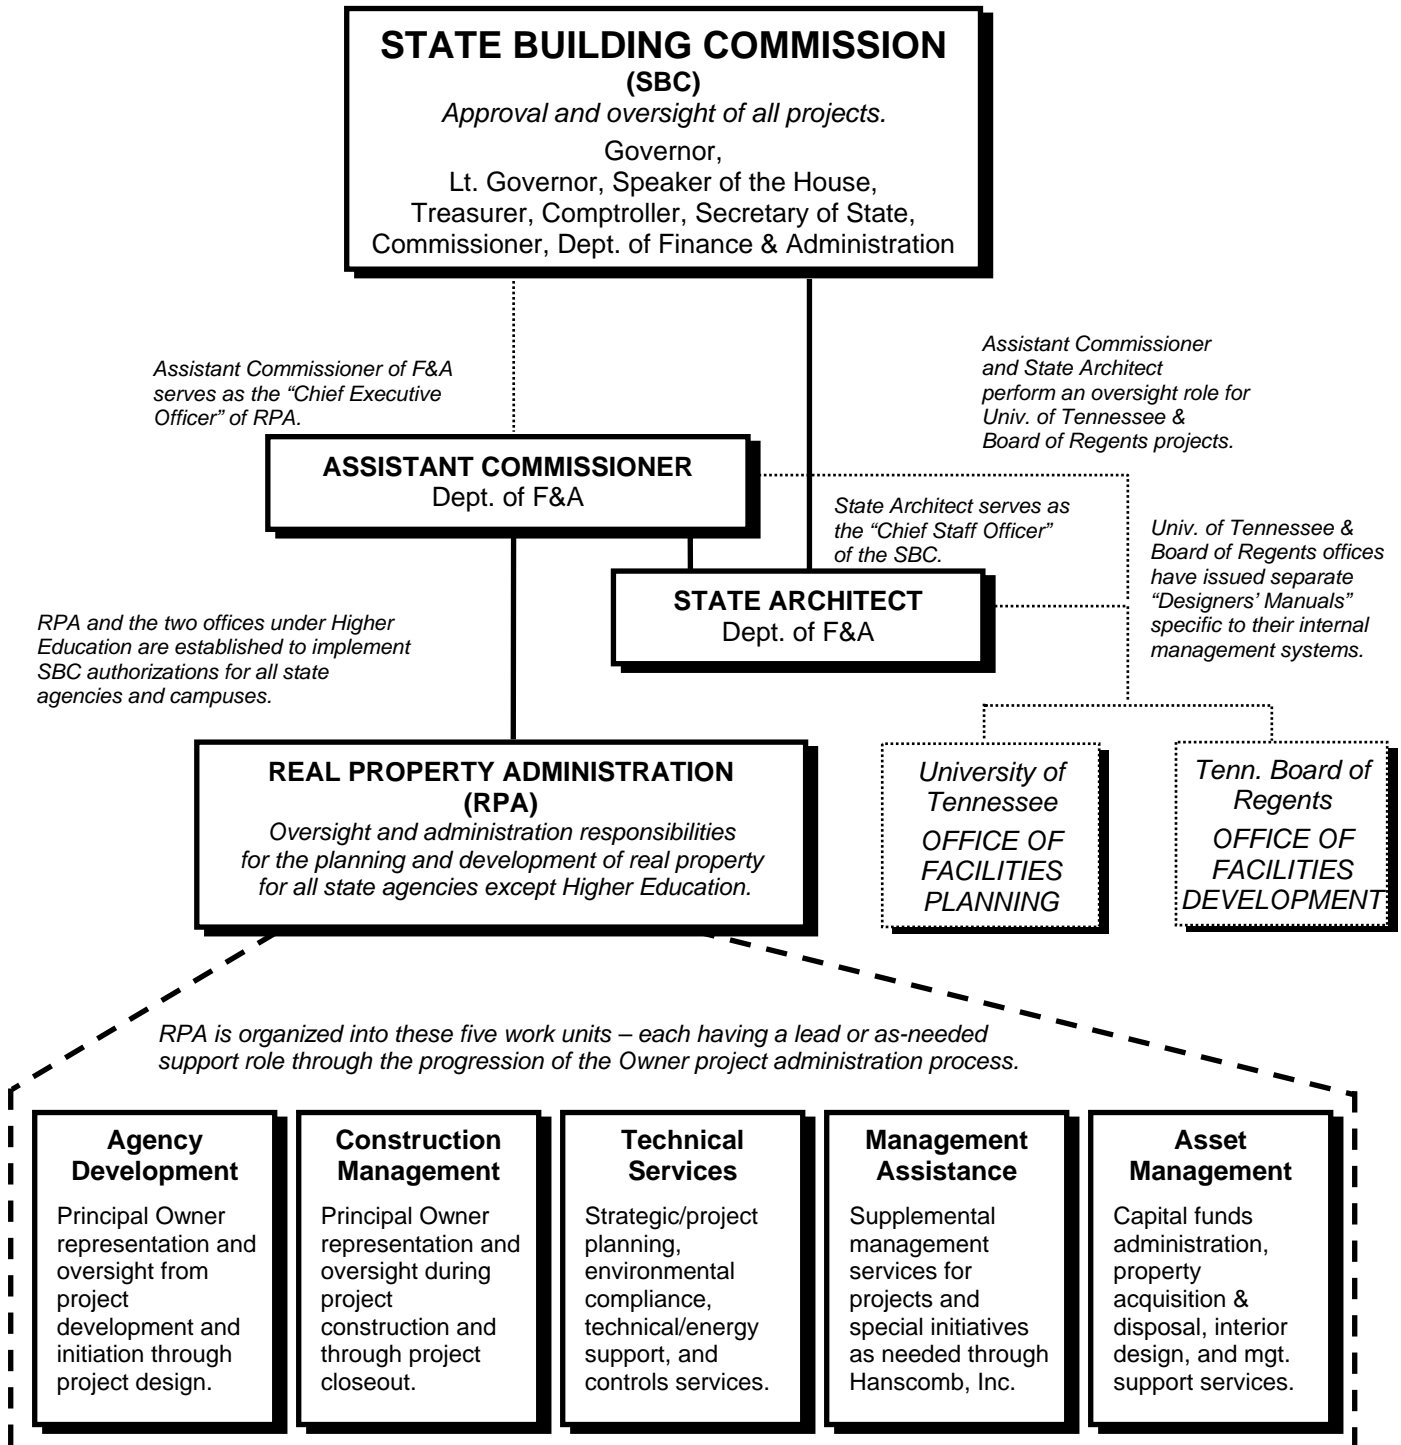 STATE BUILDING COMMISSION
(SBC)
Approval and oversight of all projects.
Governor,
Lt. Governor, Speaker of the House,
Treasurer, Comptroller, Secretary of State,
Commissioner, Dept. of Finance & Administration
Assistant Commissioner of F&A
serves as the “Chief Executive
Officer” of RPA.
Assistant Commissioner
and State Architect
perform an oversight role for
Univ. of Tennessee &
Board of Regents projects.
ASSISTANT COMMISSIONER
Dept. of F&A
State Architect serves as
the “Chief Staff Officer”
of the SBC.
Univ. of Tennessee &
Board of Regents offices
have issued separate
“Designers’ Manuals”
specific to their internal
management systems.
STATE ARCHITECT
Dept. of F&A
RPA and the two offices under Higher
Education are established to implement
SBC authorizations for all state
agencies and campuses.
REAL PROPERTY ADMINISTRATION
(RPA)
Oversight and administration responsibilities
for the planning and development of real property
for all state agencies except Higher Education.
University of
Tennessee
OFFICE OF
FACILITIES
PLANNING
Tenn. Board of
Regents
OFFICE OF
FACILITIES
DEVELOPMENT
RPA is organized into these five work units – each having a lead or as-needed
support role through the progression of the Owner project administration process.
Agency
Development
Principal Owner
representation and
oversight from
project
development and
initiation through
project design.
Construction
Management
Principal Owner
representation and
oversight during
project
construction and
through project
closeout.
Technical
Services
Strategic/project
planning,
environmental
compliance,
technical/energy
support, and
controls services.
Management
Assistance
Supplemental
management
services for
projects and
special initiatives
as needed through
Hanscomb, Inc.
Asset
Management
Capital funds
administration,
property
acquisition &
disposal, interior
design, and mgt.
support services.